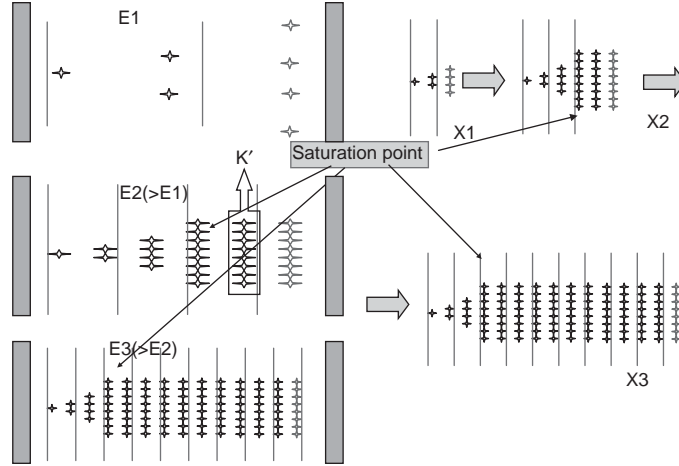 E1
X1
X2
Saturation point
K′
E2(>E1)
E3(>E2)
X3